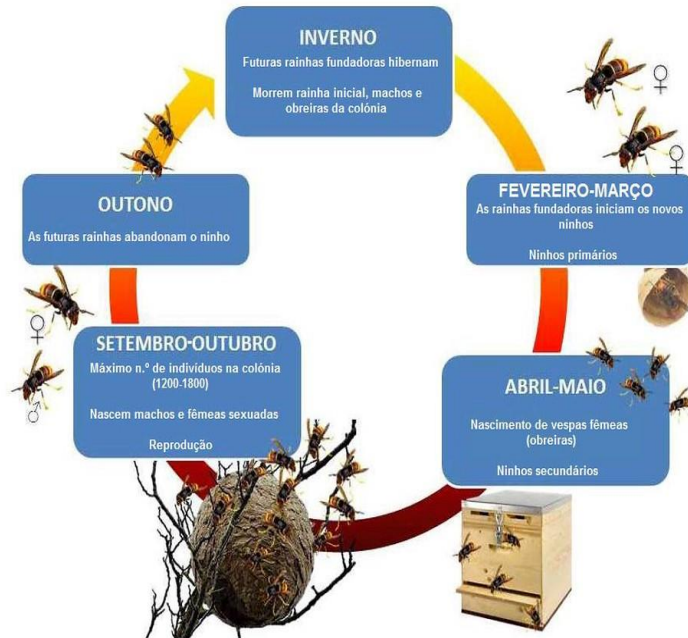 INVERNO
Futuras rainhas fundadoras hibernam
Morrem rainha inicial, machos e
obreiras da colónia
FEVEREIRO-MARÇO
As rainhas fundadoras iniciam os novos
ninhos
Ninhos primários
ABRIL-MAIO
Nascimento de vespas fêmeas
(obreiras)
Ninhos secundários
SETEMBRO-OUTUBRO
Máximo n.º de indivíduos na colónia
(1200-1800)
Nascem machos e fêmeas sexuadas
Reprodução
OUTONO
As futuras rainhas abandonam o ninho